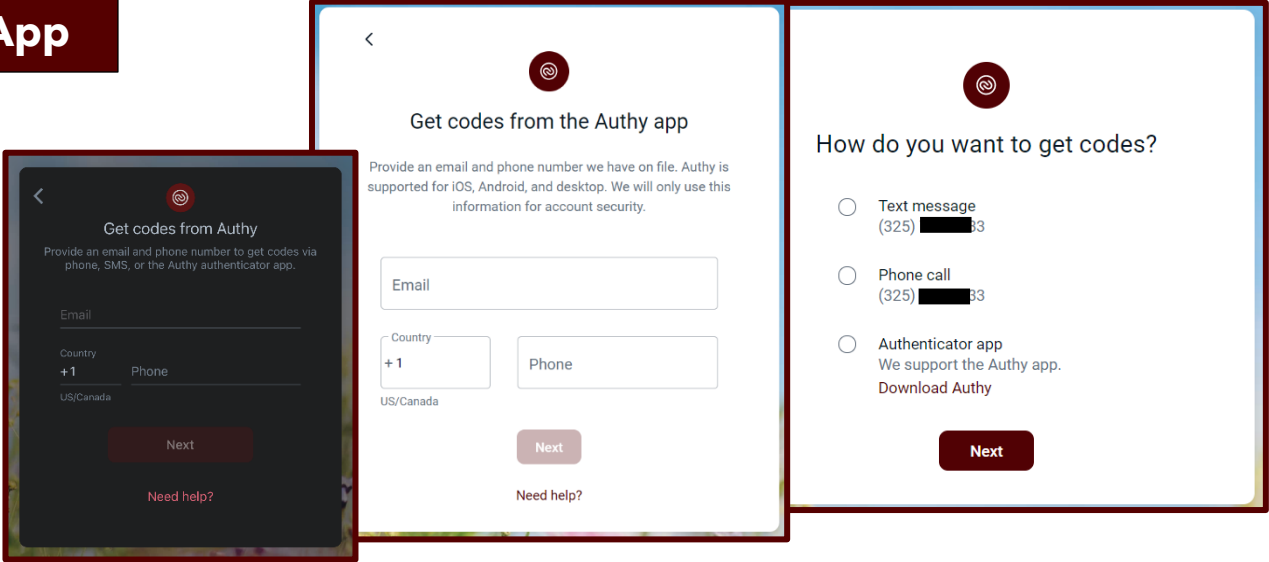 App
Get codes from Authy
Provide an email and phone number to get codes via
phone, SMS, or the Authy authenticator app.
Email
Country
+1
Phone
US/Canada
Next
Need help?
Get codes from the Authy app
Provide an email and phone number we have on file. Authy is
supported for iOS, Android, and desktop. We will only use this
information for account security.
Email
Country
+1
Phone
US/Canada
Next
Need help?
How do you want to get codes?
Text message
(325) 33
Phone call
(325) 33
Authenticator app
We support the Authy app.
Download Authy
Next